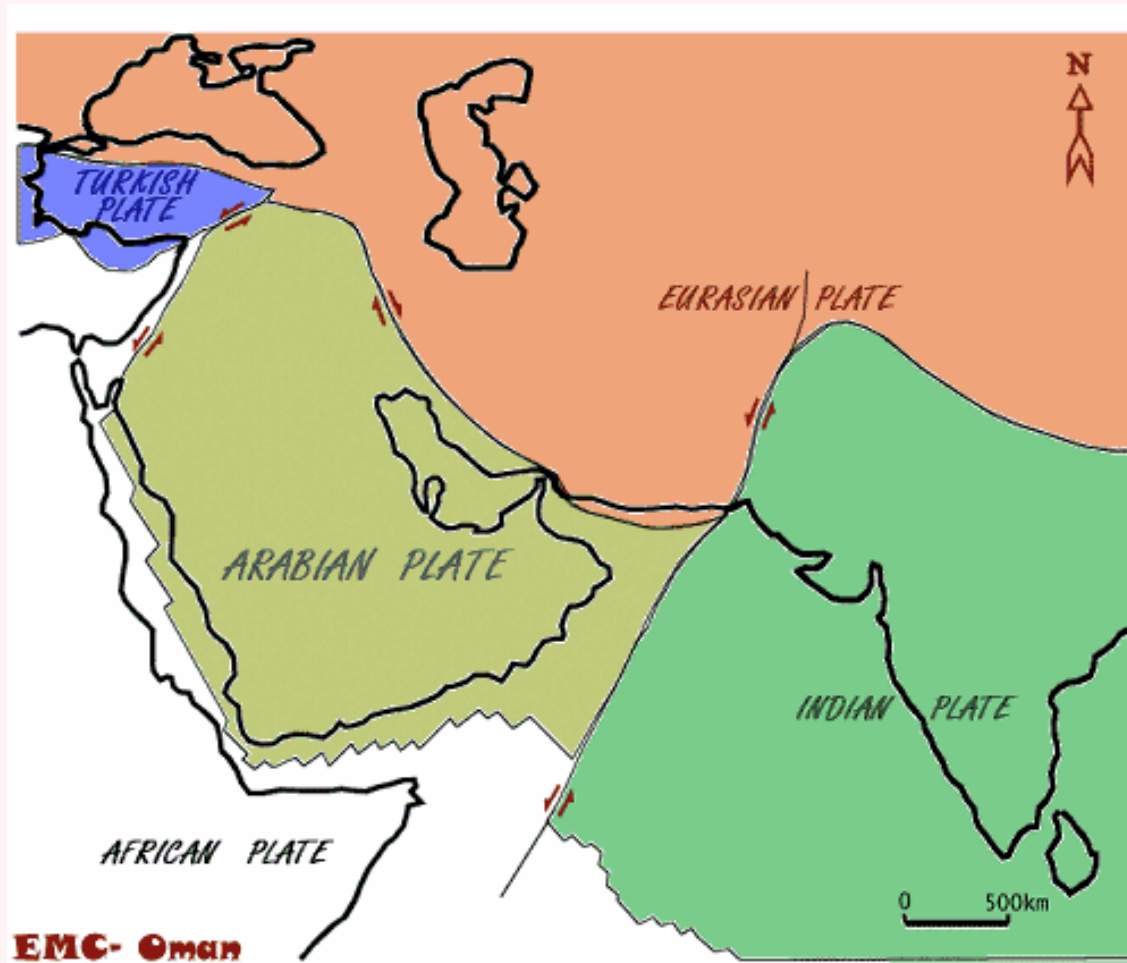 N
TURKISH
PLATE
EURASIAN PLATE
ARABIAN PLATE
INDIAN PLATE
AFRICAN PLATE
0 500km
EMC- Oman